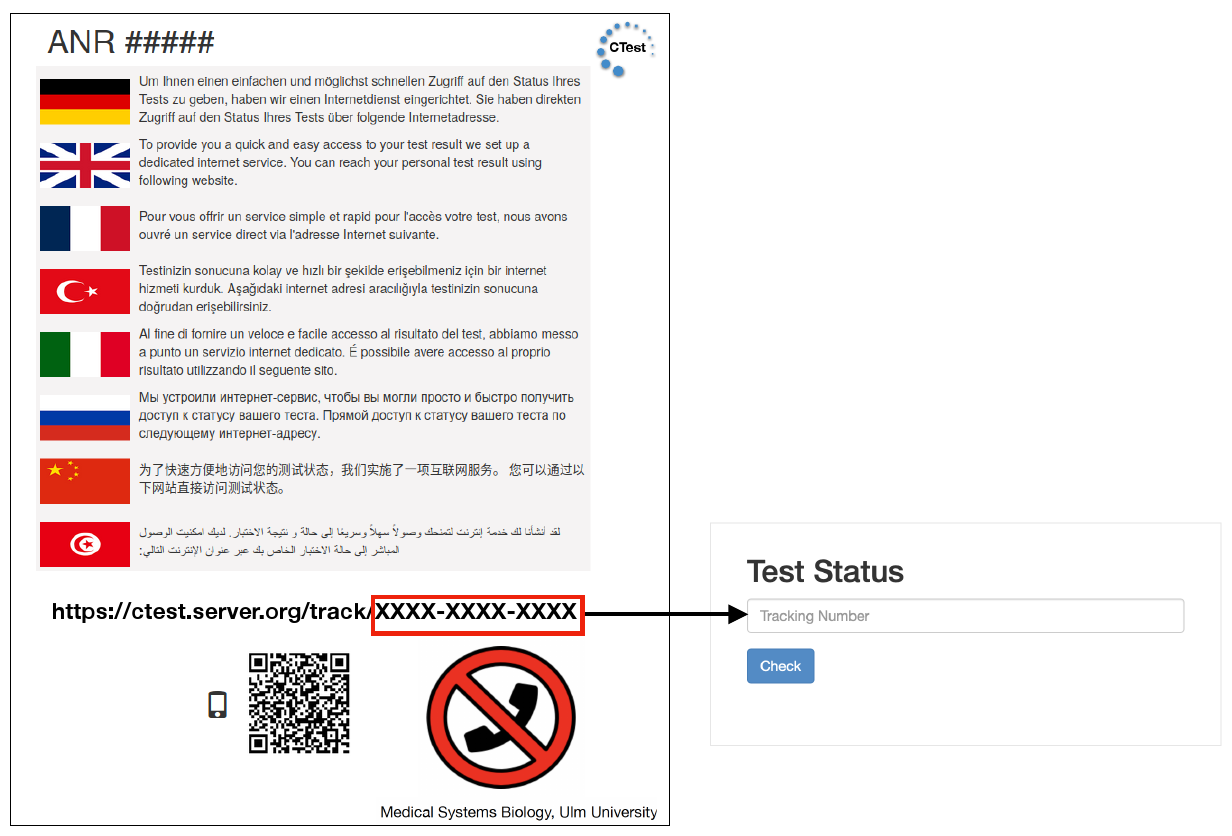 ANR #####
CTest
Um Ihnen einen einfachen und möglichst schnellen Zugriff auf den Status Ihres
Tests zu geben, haben wir einen Internetdienst eingerichtet. Sie haben direkten
Zugriff auf den Status Ihres Tests über folgende Internetadresse.
To provide you a quick and easy access to your test result we set up a
dedicated internet service. You can reach your personal test result using
following website.
Pour vous offrir un service simple et rapid pour l'accès votre test, nous avons
ouvré un service direct via l'adresse Internet suivante.
Testinizin sonucuna kolay ve hızlı bir şekilde erişebilmeniz için bir internet
hizmeti kurduk. Aşağıdaki internet adresi aracılığıyla testinizin sonucuna
doğrudan erişebilirsiniz.
Al fine di fornire un veloce e facile accesso al risultato del test, abbiamo messo
a punto un servizio internet dedicato. É possibile avere accesso al proprio
risultato utilizzando il seguente sito.
Мы устроили интернет-сервис, чтобы вы могли просто и быстро получить
доступ к статусу вашего теста. Прямой доступ к статусу вашего теста по
следующему интернет-адресу.
为了快速方便地访问您的测试状态，我们实施了一项互联网服务。 您可以通过以
下网站直接访问测试状态。
لقد أنشأنا لك خدمة إنترنت لتمنحك وصولاً سهلاً وسريعًا إلى حالة و نتيجة الاختبار. لديك امكنيت الوصول
المباشر إلى حالة الاختبار الخاص بك عبر عنوان الإنترنت التالي:
https://ctest.server.org/track/XXXX-XXXX-XXXX
Medical Systems Biology, Ulm University
Test Status
Tracking Number
Check